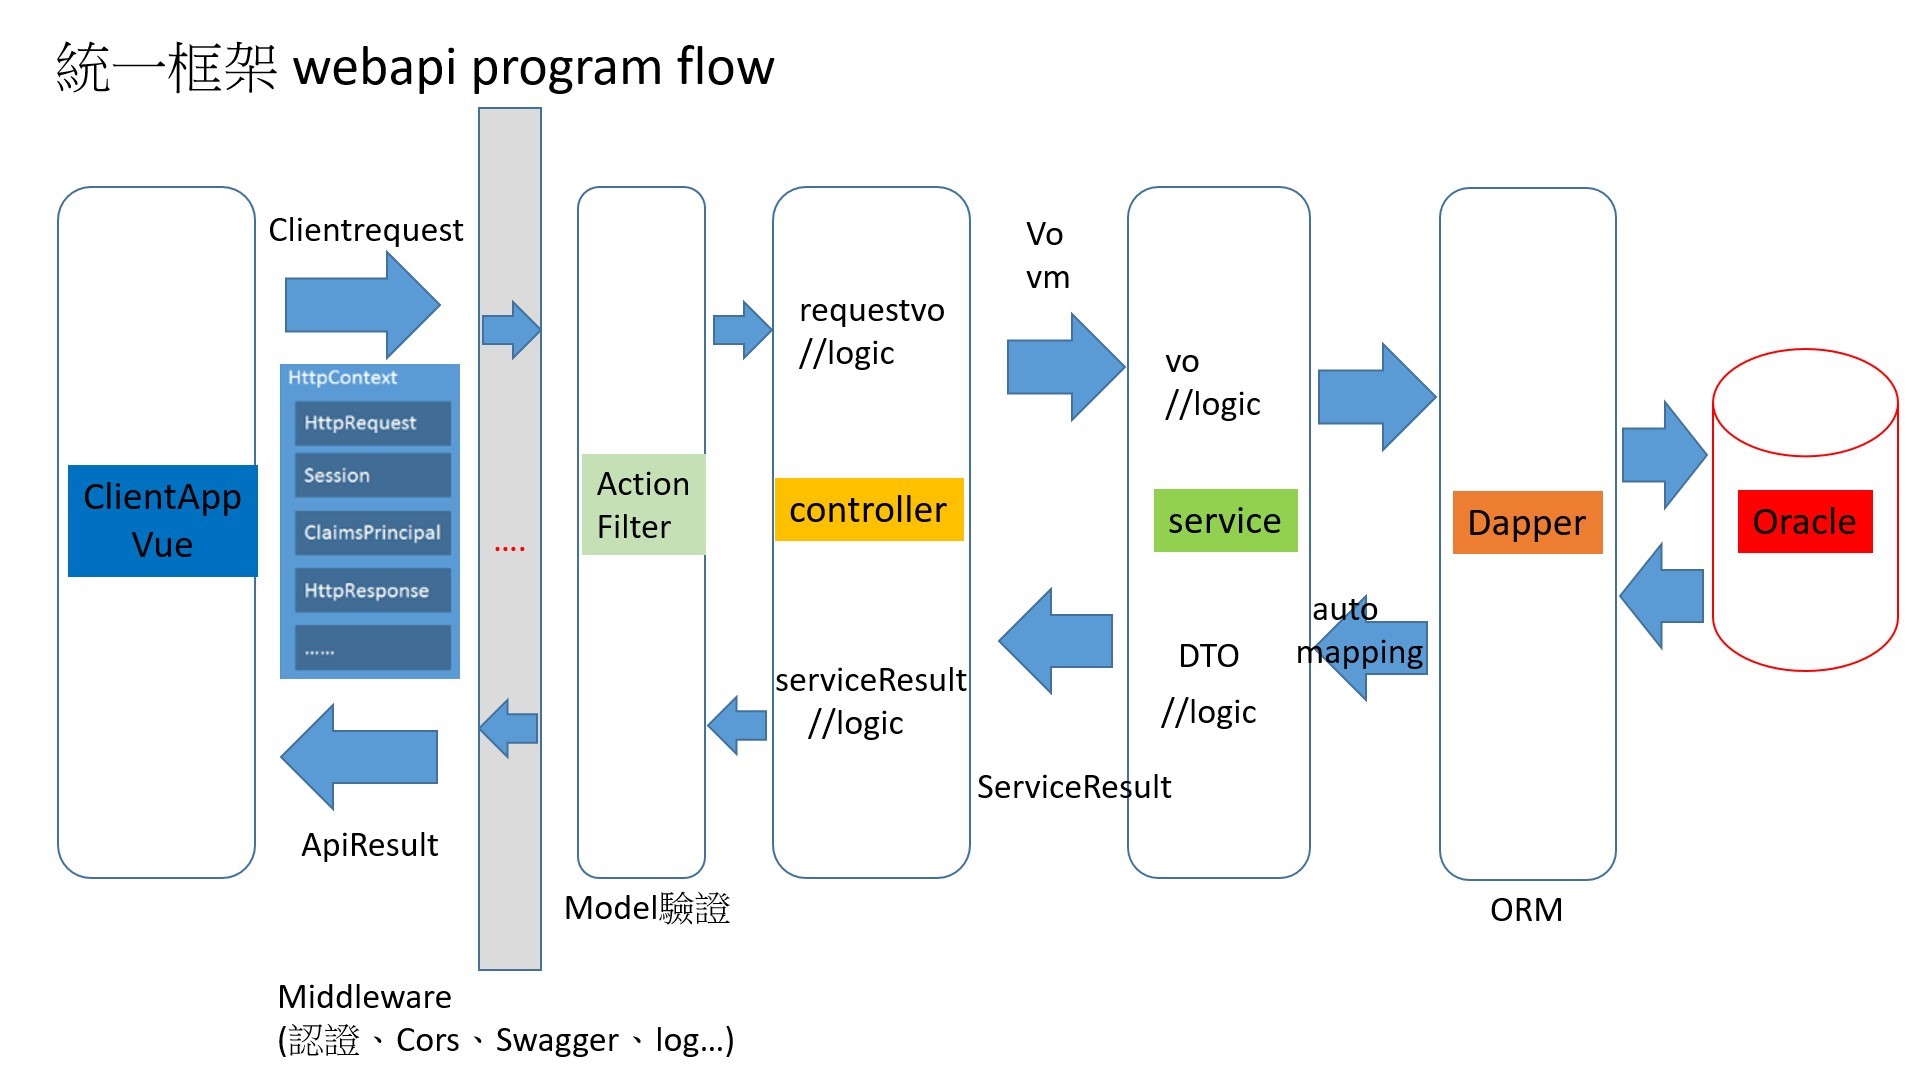 統一框架 webapi program flow
Clientrequest
HttpContext
HttpRequest
Session
ClaimsPrincipal
HttpResponse
......
ClientApp
Vue
ApiResult
....
Middleware
(認證、Cors、Swagger、log…)
Action
Filter
Model驗證
requestvo
//logic
controller
serviceResult
//logic
Vo
vm
ServiceResult
vo
//logic
service
DTO
//logic
auto
mapping
Dapper
ORM
Oracle